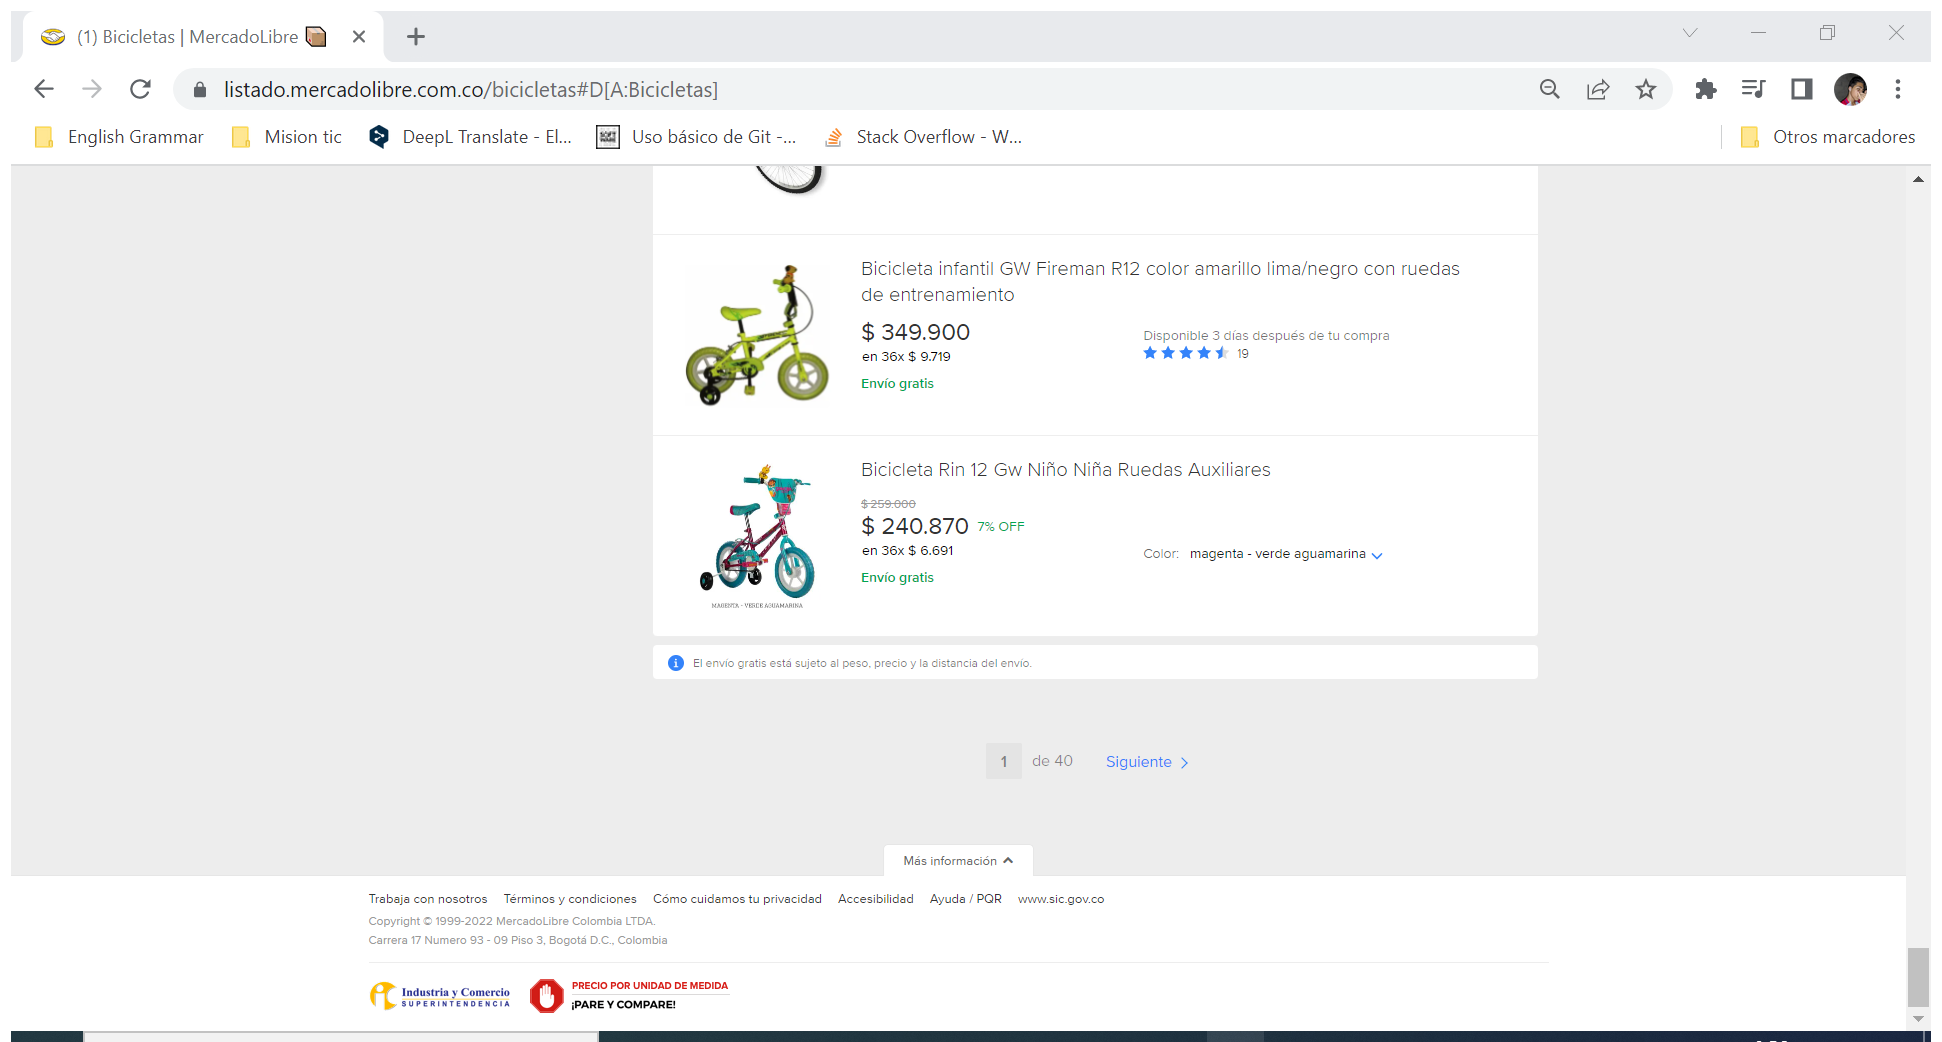 (1) Bicicletas | MercadoLibre
listado.mercadolibre.com.co/bicicletas#D[A:Bicicletas]
English Grammar
Mision tic
DeepL Translate - El...
Uso básico de Git -...
Stack Overflow - W...
Otros marcadores
Bicicleta infantil GW Fireman R12 color amarillo lima/negro con ruedas
de entrenamiento
$ 349.900
en 36x $ 9.719
Envío gratis
Disponible 3 días después de tu compra
19
Bicicleta Rin 12 Gw Niño Niña Ruedas Auxiliares
$ 259.000
$ 240.870 7% OFF
en 36x $ 6.691
Envío gratis
Color: magenta - verde aguamarina
MAGENTA - VERDE AGUAMARINA
El envío gratis está sujeto al peso, precio y la distancia del envío.
1 de 40 Siguiente
Más información
Trabaja con nosotros Términos y condiciones Cómo cuidamos tu privacidad Accesibilidad Ayuda / PQR www.sic.gov.co
Copyright © 1999-2022 MercadoLibre Colombia LTDA.
Carrera 17 Numero 93 - 09 Piso 3, Bogotá D.C., Colombia
Industria y Comercio
SUPERINTENDENCIA
PRECIO POR UNIDAD DE MEDIDA
¡PARE Y COMPARE!